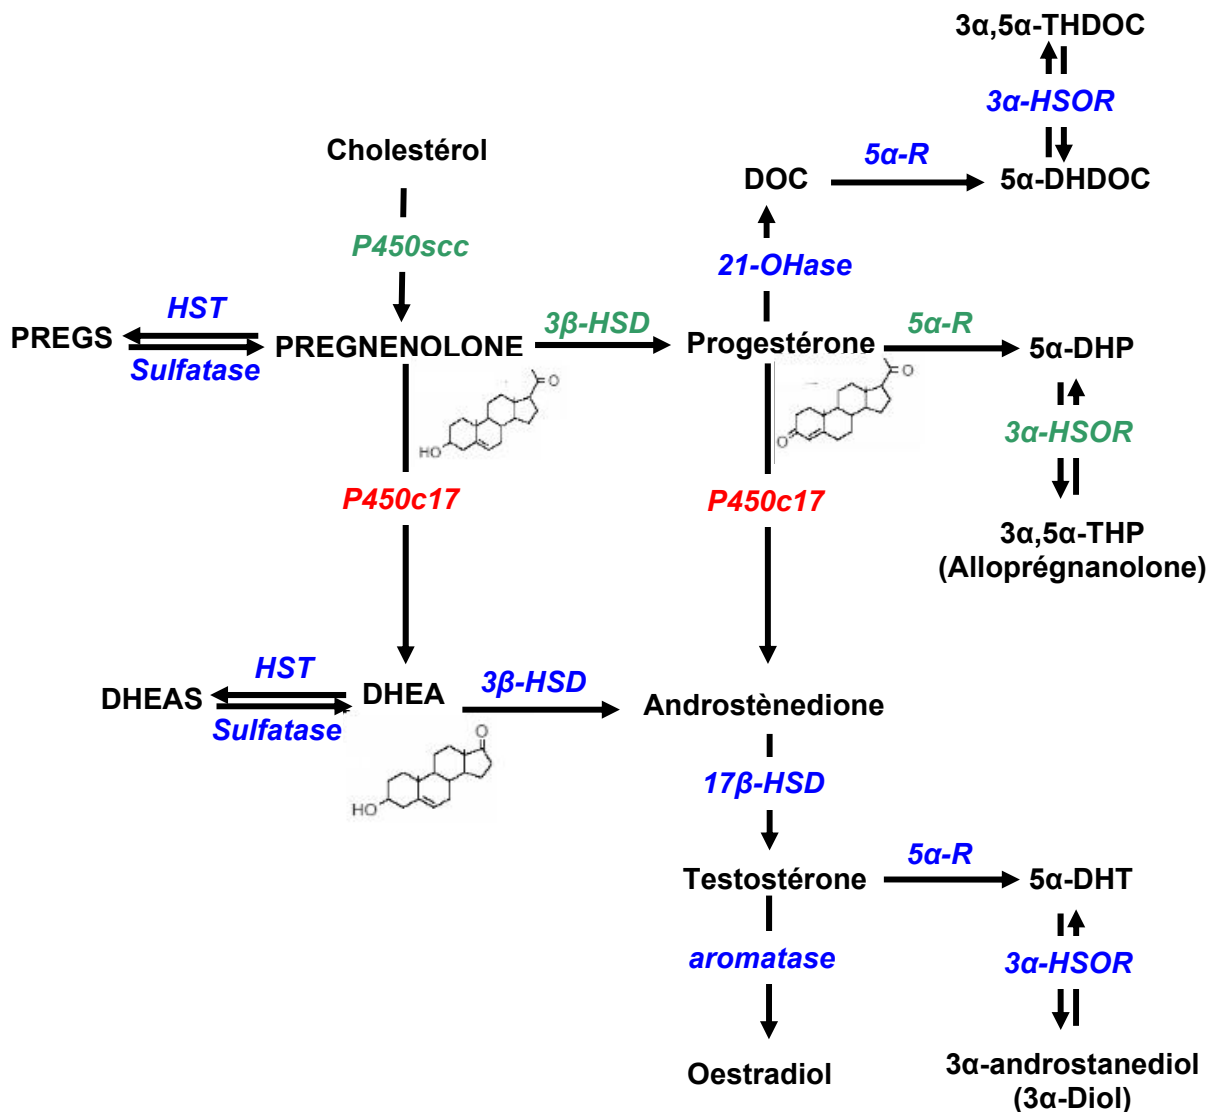 3α,5α-THDOC
3α-HSOR
Cholestérol
5α-R
DOC
5α-DHDOC
P450scc
21-OHase
HST
PREGS
3β-HSD
5α-R
PREGNENOLONE
Progestérone
5α-DHP
Sulfatase
O
O
HO
O
3α-HSOR
P450c17
P450c17
3α,5α-THP
(Alloprégnanolone)
HST
3β-HSD
DHEAS
DHEA
Androstènedione
Sulfatase
O
HO
17β-HSD
5α-R
Testostérone
5α-DHT
aromatase
3α-HSOR
Oestradiol
3α-androstanediol
(3α-Diol)